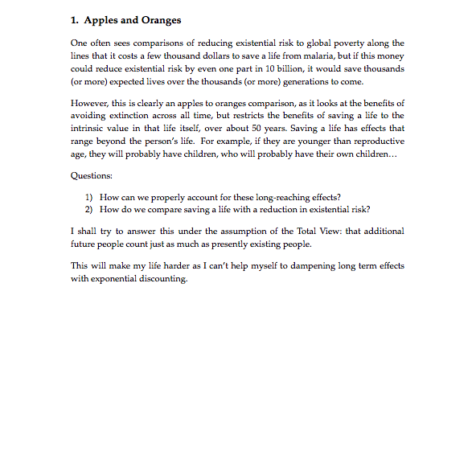 1. Apples and Oranges
One often sees comparisons of reducing existential risk to global poverty along the
lines that it costs a few thousand dollars to save a life from malaria, but if this money
could reduce existential risk by even one part in 10 billion, it would save thousands
(or more) expected lives over the thousands (or more) generations to come.
However, this is clearly an apples to oranges comparison, as it looks at the benefits of
avoiding extinction across all time, but restricts the benefits of saving a life to the
intrinsic value in that life itself, over about 50 years. Saving a life has effects that
range beyond the person's life. For example, if they are younger than reproductive
age, they will probably have children, who will probably have their own children…
Questions:
1) How can we properly account for these long-reaching effects?
2) How do we compare saving a life with a reduction in existential risk?
I shall try to answer this under the assumption of the Total View: that additional
future people count just as much as presently existing people.
This will make my life harder as I can't help myself to dampening long term effects
with exponential discounting.